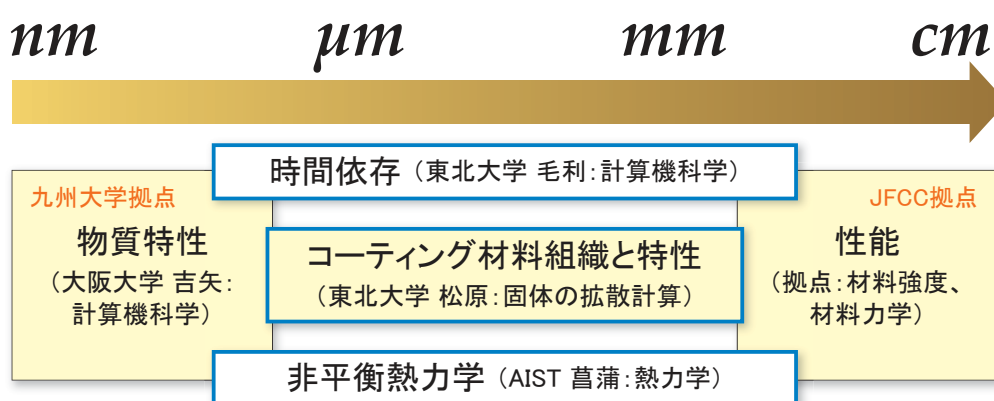 nm μm mm cm
時間依存（東北大学 毛利：計算機科学）
九州大学拠点
物質特性
（大阪大学 吉矢：
計算機科学）
コーティング材料組織と特性
（東北大学 松原：固体の拡散計算）
JFCC拠点
性能
（拠点：材料強度、
材料力学）
非平衡熱力学（AIST 菖蒲：熱力学）